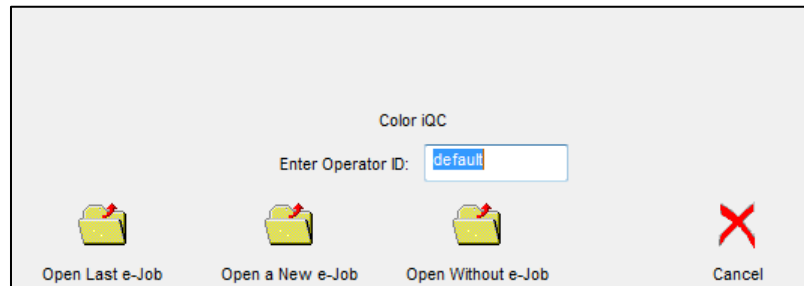 Color iQC
Enter Operator ID: default
Open Last e-Job Open a New e-Job Open Without e-Job Cancel